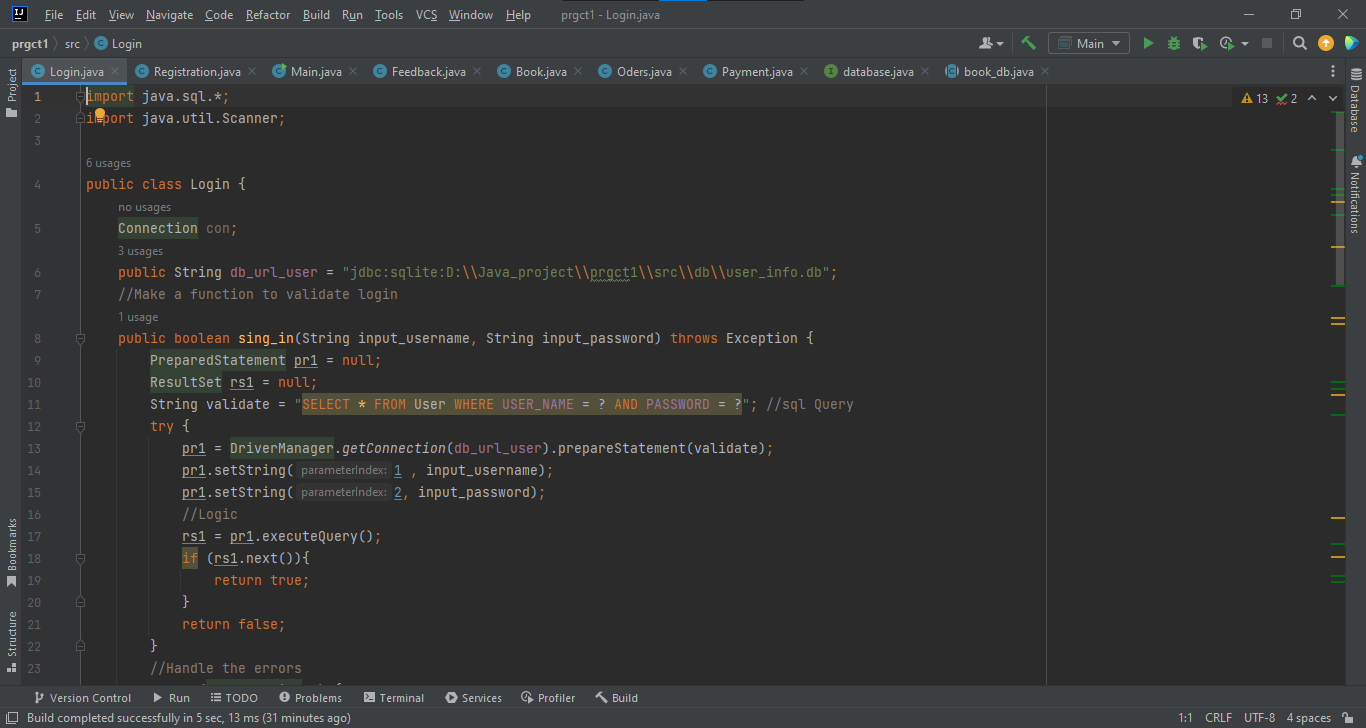 File Edit View Navigate Code Refactor Build Run Tools VCS Window Help prgct1 - Login.java
prgct1 src Login Main
Login.java Registration.java Main.java Feedback.java Book.java Oders.java Payment.java database.java book_db.java
Project
Database
Notifications
Bookmarks
Structure
13 2
1 import java.sql.*;
2 import java.util.Scanner;
3
6 usages
4 public class Login {
no usages
5 Connection con;
3 usages
6 public String db_url_user = "jdbc:sqlite:D:\\Java_project\\prgct1\\src\\db\\user_info.db";
7 //Make a function to validate login
1 usage
8 public boolean sing_in(String input_username, String input_password) throws Exception {
9 PreparedStatement pr1 = null;
10 ResultSet rs1 = null;
11 String validate = "SELECT * FROM User WHERE USER_NAME = ? AND PASSWORD = ?"; //sql Query
12 try {
13 pr1 = DriverManager.getConnection(db_url_user).prepareStatement(validate);
14 pr1.setString( parameterIndex: 1 , input_username);
15 pr1.setString( parameterIndex: 2, input_password);
16 //Logic
17 rs1 = pr1.executeQuery();
18 if (rs1.next()){
19 return true;
20 }
21 return false;
22 }
23 //Handle the errors
Version Control Run TODO Problems Terminal Services Profiler Build
Build completed successfully in 5 sec, 13 ms (31 minutes ago) 1:1 CRLF UTF-8 4 spaces